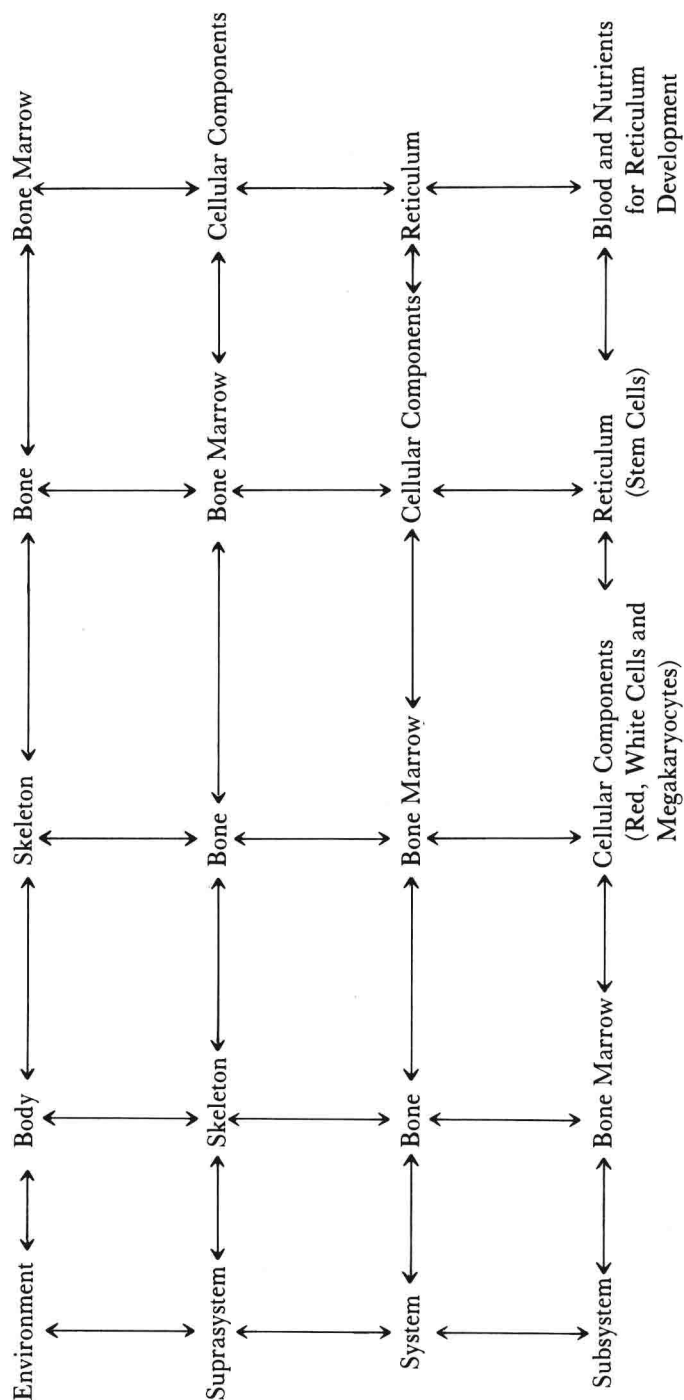 Environment Body Skeleton Bone Bone Marrow
Suprasystem Skeleton Bone Bone Marrow Cellular Components
System Bone Bone Marrow Cellular Components Reticulum
Subsystem Bone Marrow Cellular Components Reticulum Blood and Nutrients
(Red, White Cells and (Stem Cells) for Reticulum
Megakaryocytes) Development